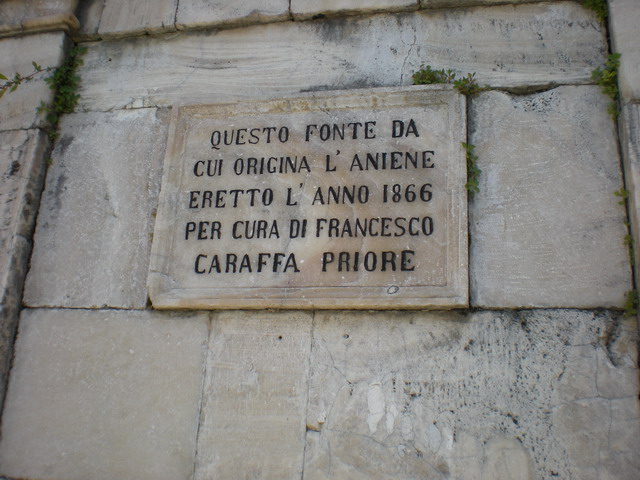 QUESTO FONTE DA
CUI ORIGINA L'ANIENE
ERETTO L'ANNO 1866
PER CURA DI FRANCESCO
CARAFFA PRIORE